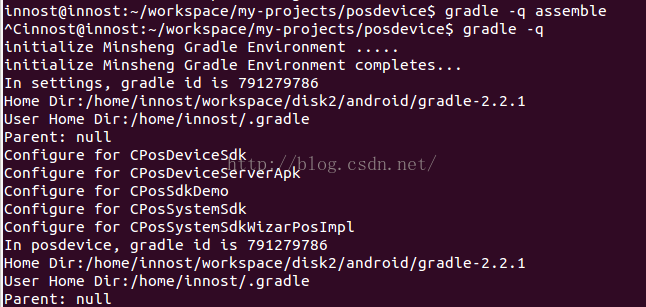 innost@innost:~/workspace/my-projects/posdevice$ gradle -q assemble
^Cinnost@innost:~/workspace/my-projects/posdevice$ gradle -q
initialize Minsheng Gradle Environment .....
initialize Minsheng Gradle Environment completes...
In settings, gradle id is 791279786
Home Dir:/home/innost/workspace/disk2/android/gradle-2.2.1
User Home Dir:/home/innost/.gradle
Parent: null
Configure for CPosDeviceSdk
http://blog.csdn.net/
Configure for CPosDeviceServerApk
Configure for CPosSdkDemo
Configure for CPosSystemSdk
Configure for CPosSystemSdkWizarPosImpl
In posdevice, gradle id is 791279786
Home Dir:/home/innost/workspace/disk2/android/gradle-2.2.1
User Home Dir:/home/innost/.gradle
Parent: null